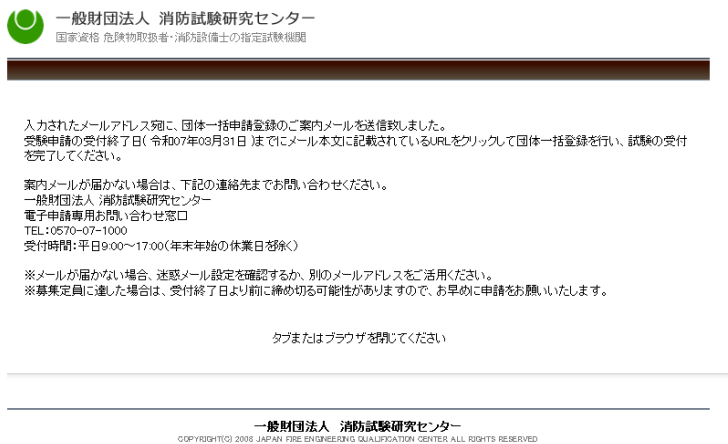 一般財団法人 消防試験研究センター
国家資格 危険物取扱者・消防設備士の指定試験機関
入力されたメールアドレス宛に、団体一括申請登録のご案内メールを送信致しました。
受験申請の受付終了日( 令和07年03月31日 )までにメール本文に記載されているURLをクリックして団体一括登録を行い、試験の受付
を完了してください。
案内メールが届かない場合は、下記の連絡先までお問い合わせください。
一般財団法人 消防試験研究センター
電子申請専用お問い合わせ窓口
TEL:0570-07-1000
受付時間:平日9:00～17:00(年末年始の休業日を除く)
※メールが届かない場合、迷惑メール設定を確認するか、別のメールアドレスをご活用ください。
※募集定員に達した場合は、受付終了日より前に締め切る可能性がありますので、お早めに申請をお願いいたします。
タブまたはブラウザを閉じてください
一般財団法人 消防試験研究センター
COPYRIGHT(C) 2008 JAPAN FIRE ENGINEERING QUALIFICATION CENTER ALL RIGHTS RESERVED